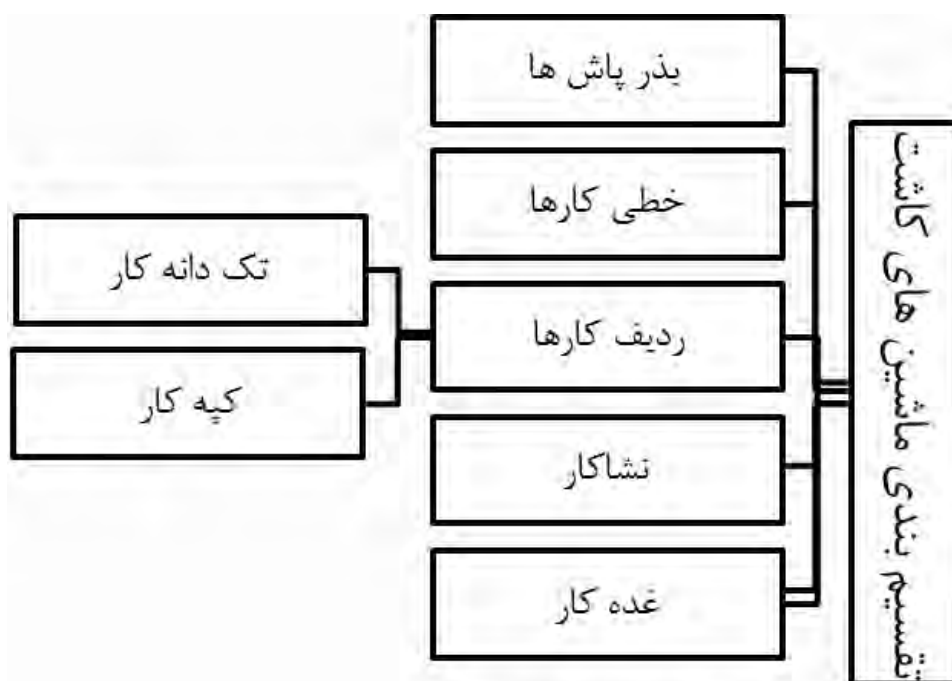 تقسیم بندی ماشین های کاشت
بذر پاش ها
خطی کارها
ردیف کارها
نشاکار
غده کار
تک دانه کار
کپه کار